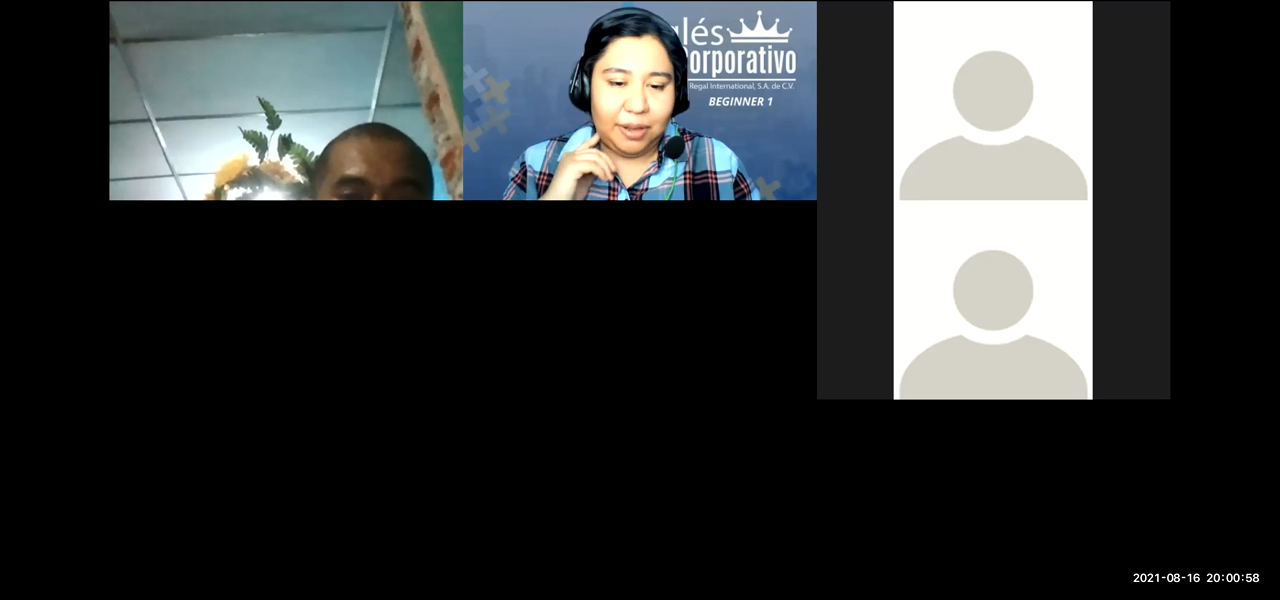 glés
orporativo
Regal International, S.A. de C.V.
BEGINNER 1
2021-08-16 20:00:58